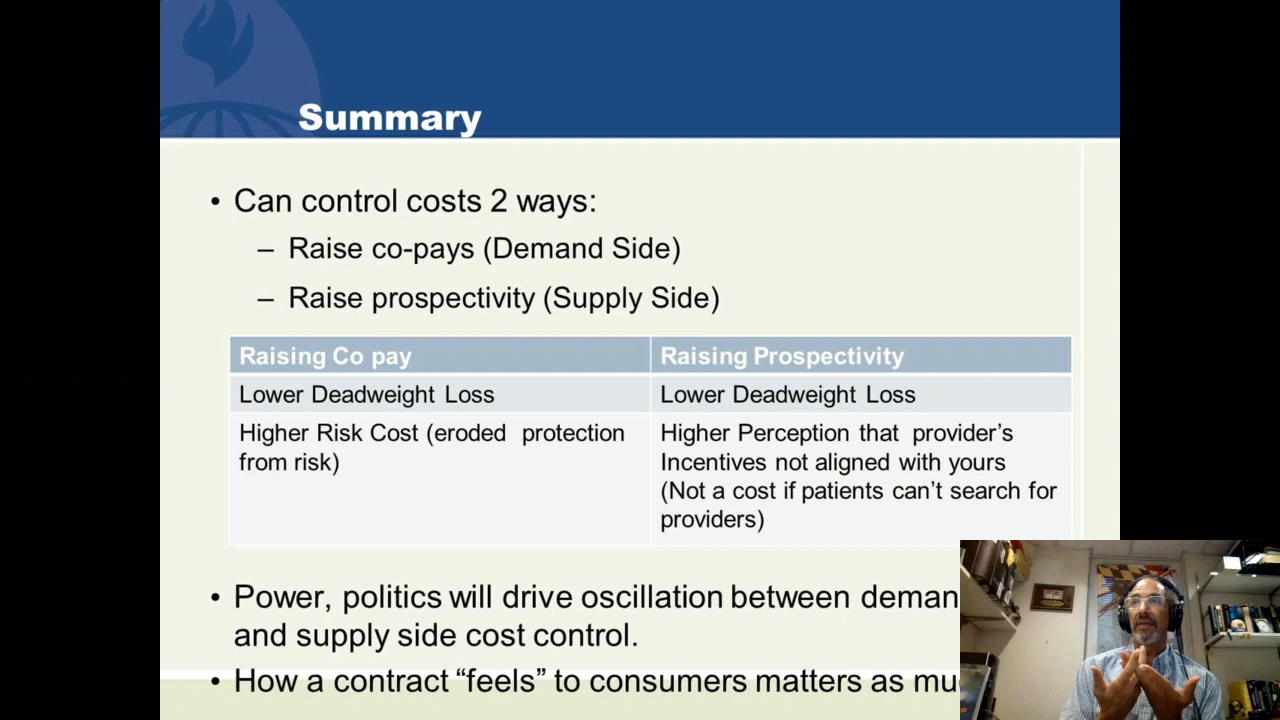 Summary
• Can control costs 2 ways:
– Raise co-pays (Demand Side)
– Raise prospectivity (Supply Side)
Raising Co pay
Raising Prospectivity
Lower Deadweight Loss
Lower Deadweight Loss
Higher Risk Cost (eroded protection
from risk)
Higher Perception that provider’s
Incentives not aligned with yours
(Not a cost if patients can’t search for
providers)
• Power, politics will drive oscillation between deman
and supply side cost control.
• How a contract “feels” to consumers matters as